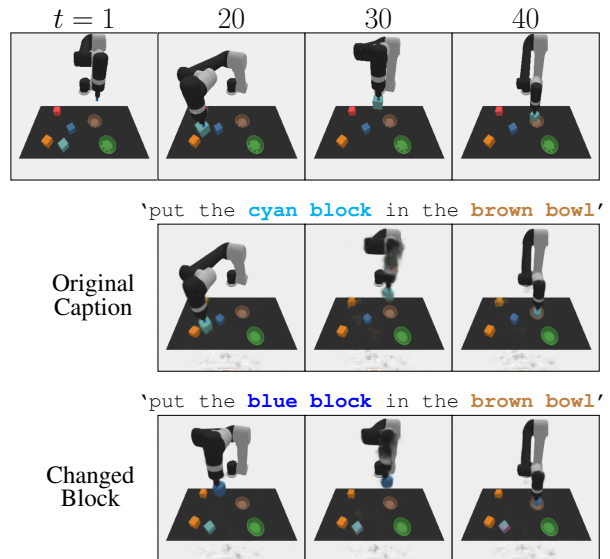 t = 1 20 30 40
'put the cyan block in the brown bowl'
Original
Caption
'put the blue block in the brown bowl'
Changed
Block